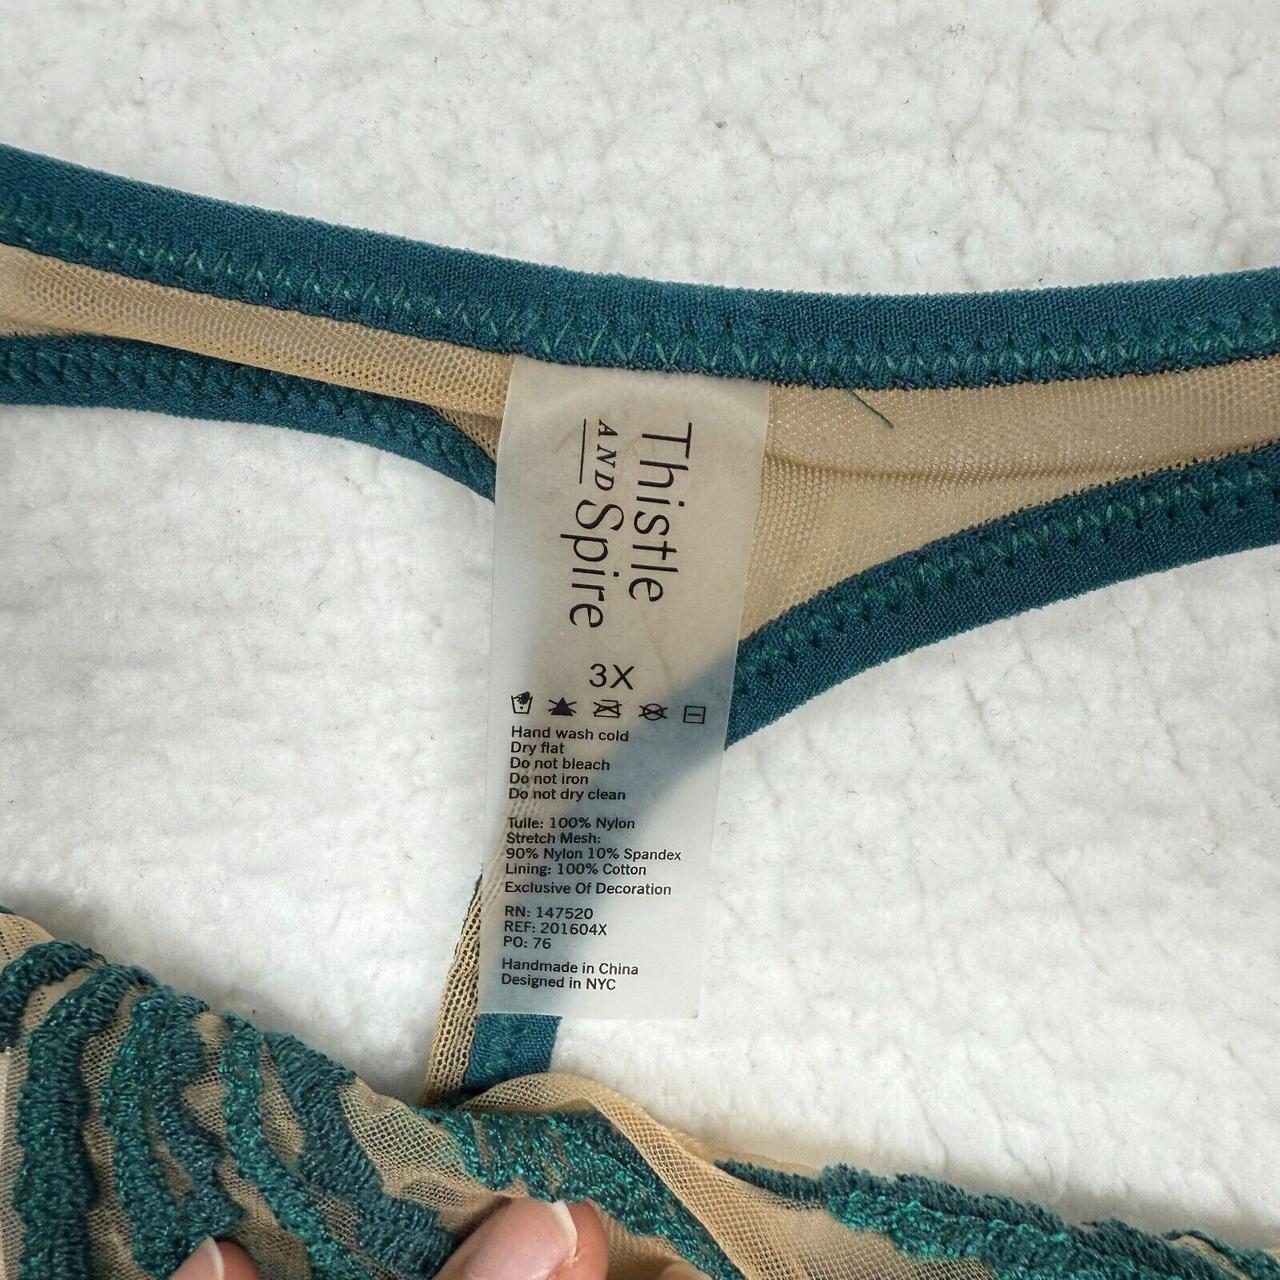 Thistle
AND Spire
3X
Hand wash cold
Dry flat
Do not bleach
Do not iron
Do not dry clean
Tulle: 100% Nylon
Stretch Mesh:
90% Nylon 10% Spandex
Lining: 100% Cotton
Exclusive Of Decoration
RN: 147520
REF: 201604X
PO: 76
Handmade in China
Designed in NYC